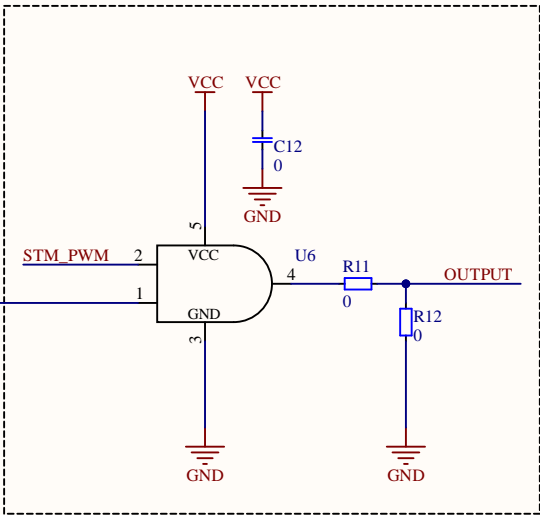 VCC VCC
C12
0
GND
5
STM_PWM 2 VCC U6
4 R11 OUTPUT
1
0
GND R12
0
3
GND GND